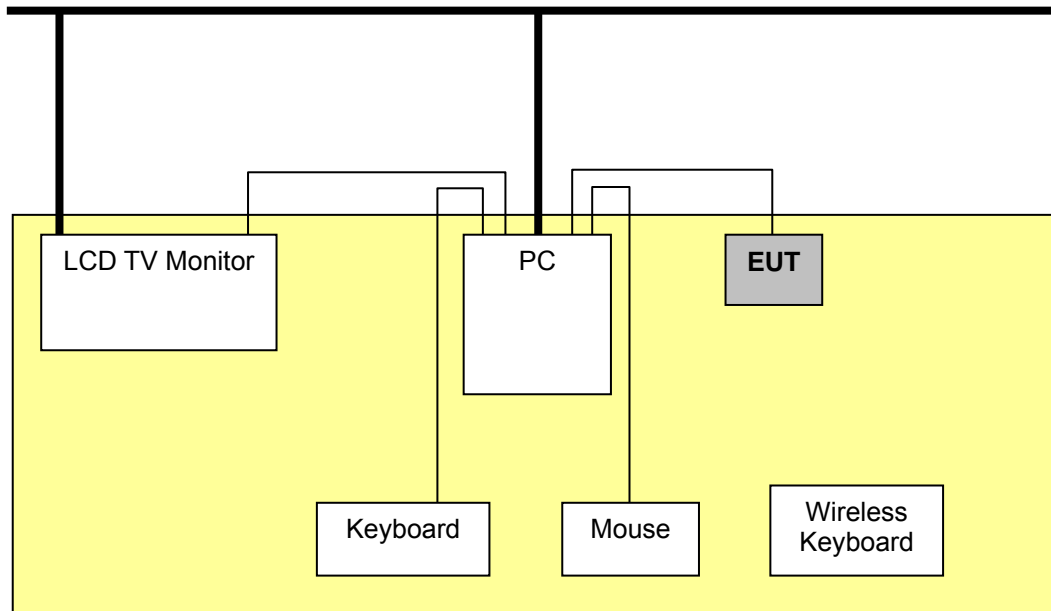 LCD TV Monitor
PC
EUT
Keyboard
Mouse
Wireless
Keyboard